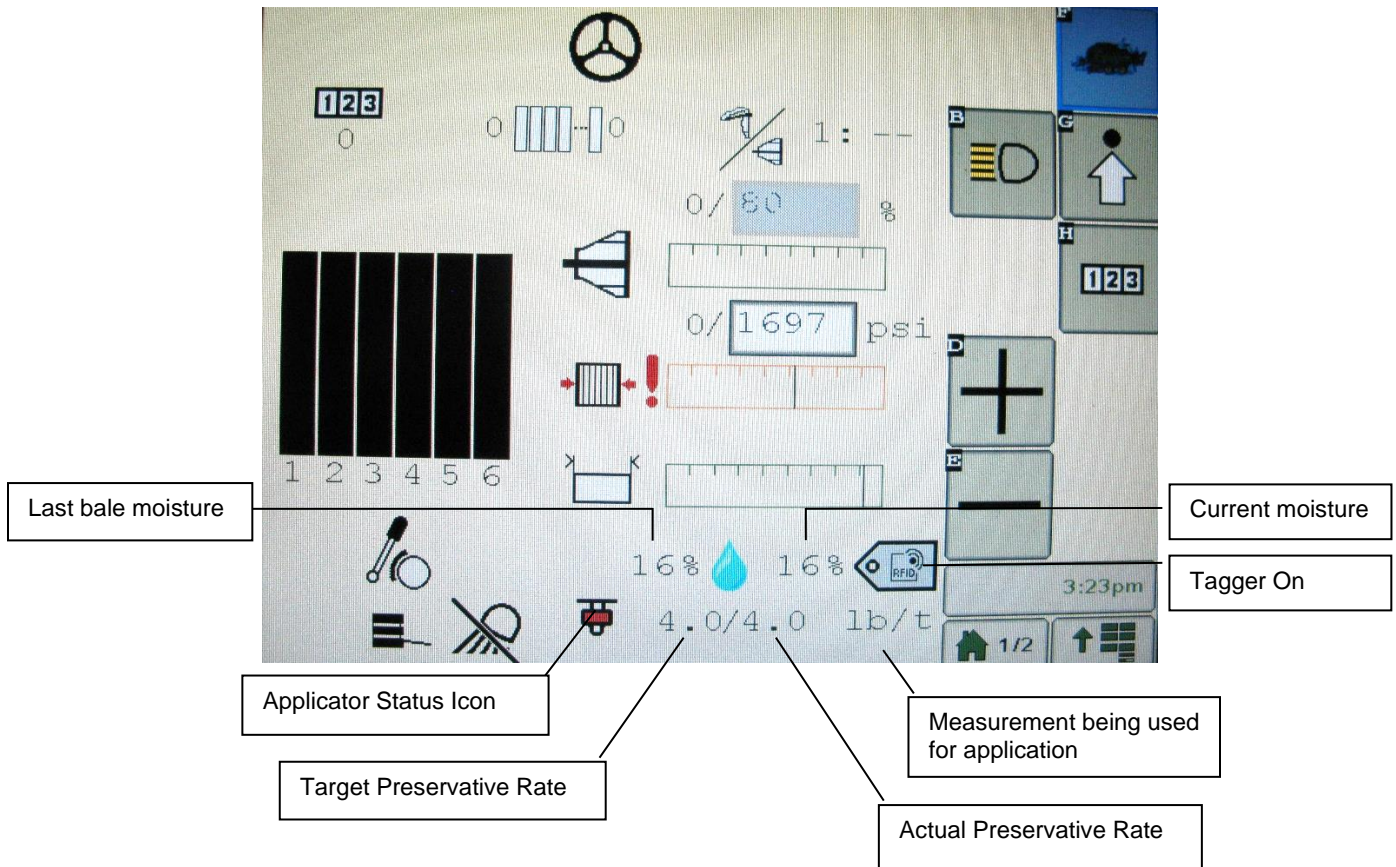 F
123
0
0
0
1: --
B
G
0/ 80 %
H
123
0/ 1697 psi
D
1 2 3 4 5 6
E
Last bale moisture
Current moisture
16%
16%
RFID
Tagger On
3:23pm
4.0/4.0 lb/t
1/2
Applicator Status Icon
Measurement being used
for application
Target Preservative Rate
Actual Preservative Rate